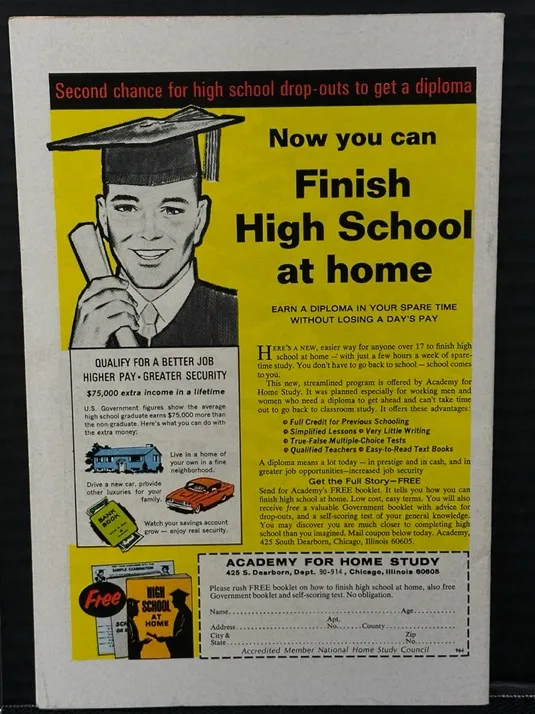 Second chance for high school drop-outs to get a diploma
Now you can
Finish
High School
at home
EARN A DIPLOMA IN YOUR SPARE TIME
WITHOUT LOSING A DAY'S PAY
QUALIFY FOR A BETTER JOB
HIGHER PAY • GREATER SECURITY
$75,000 extra income in a lifetime
U.S. Government figures show the average
high school graduate earns $75,000 more than
the non-graduate. Here's what you can do with
the extra money:
Live in a home of
your own in a fine
neighborhood.
Drive a new car, provide
other luxuries for your
family.
BANK
BOOK
Watch your savings account
grow — enjoy real security.
HERE'S A NEW, easier way for anyone over 17 to finish high
school at home — with just a few hours a week of spare-
time study. You don't have to go back to school — school comes
to you.
This new, streamlined program is offered by Academy for
Home Study. It was planned especially for working men and
women who need a diploma to get ahead and can't take time
out to go back to classroom study. It offers these advantages:
Full Credit for Previous Schooling
Simplified Lessons Very Little Writing
True-False Multiple-Choice Tests
Qualified Teachers Easy-to-Read Text Books
A diploma means a lot today — in prestige and in cash, and in
greater job opportunities—increased job security
Get the Full Story—FREE
Send for Academy's FREE booklet. It tells you how you can
finish high school at home. Low cost, easy terms. You will also
receive free a valuable Government booklet with advice for
drop-outs, and a self-scoring test of your general knowledge.
You may discover you are much closer to completing high
school than you imagined. Mail coupon below today. Academy,
425 South Dearborn, Chicago, Illinois 60605.
Free
SAMPLE EXAMINATION
HIGH
SCHOOL
AT
HOME
ACADEMY FOR HOME STUDY
425 S. Dearborn, Dept. 90-914, Chicago, Illinois 60605
Please rush FREE booklet on how to finish high school at home, also free
Government booklet and self-scoring test. No obligation.
Name Age
Apt.
Address No. County
City & Zip
State No.
Accredited Member National Home Study Council